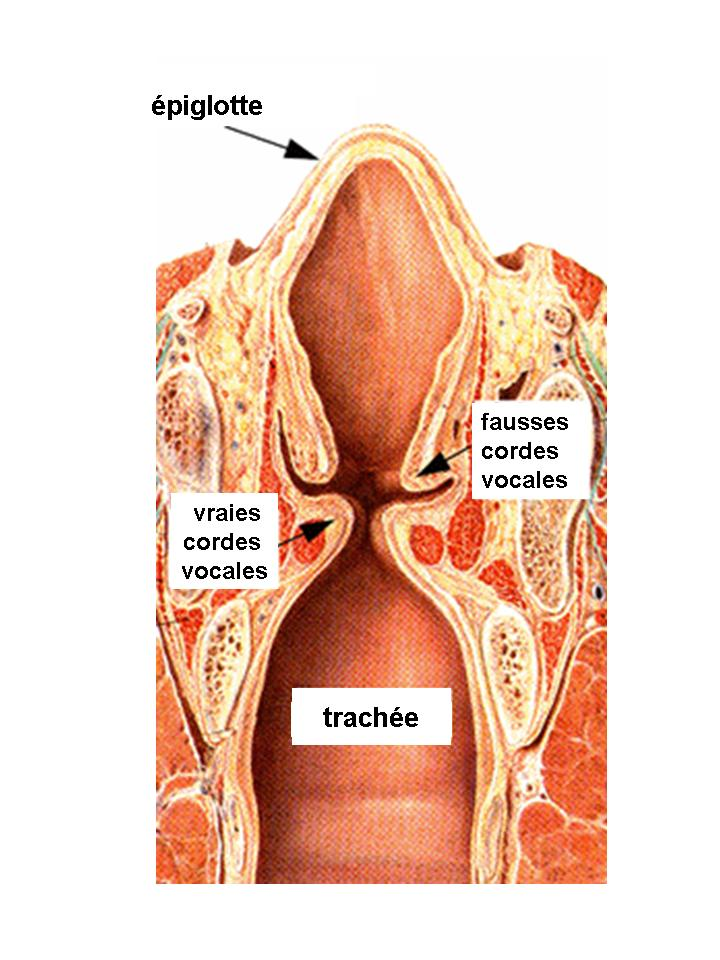 épiglotte
fausses
cordes
vocales
vraies
cordes
vocales
trachée